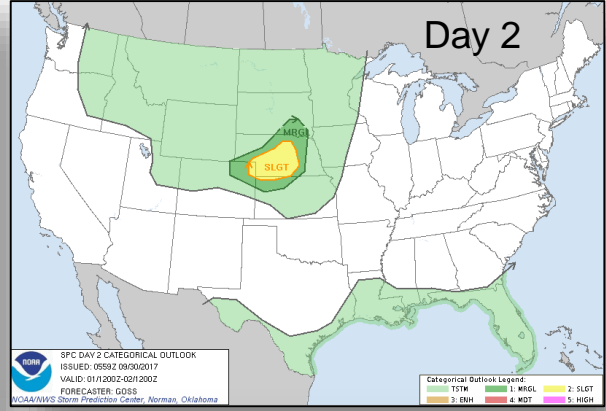 Day 2
MRGL
SLGT
NOAA
SPC DAY 2 CATEGORICAL OUTLOOK
ISSUED: 0559Z 09/30/2017
VALID: 01/1200Z-02/1200Z
FORECASTER: GOSS
NOAA/NWS Storm Prediction Center, Norman, Oklahoma
Categorical Outlook Legend:
TSTM 1: MRGL 2: SLGT
3: ENH 4: MDT 5: HIGH